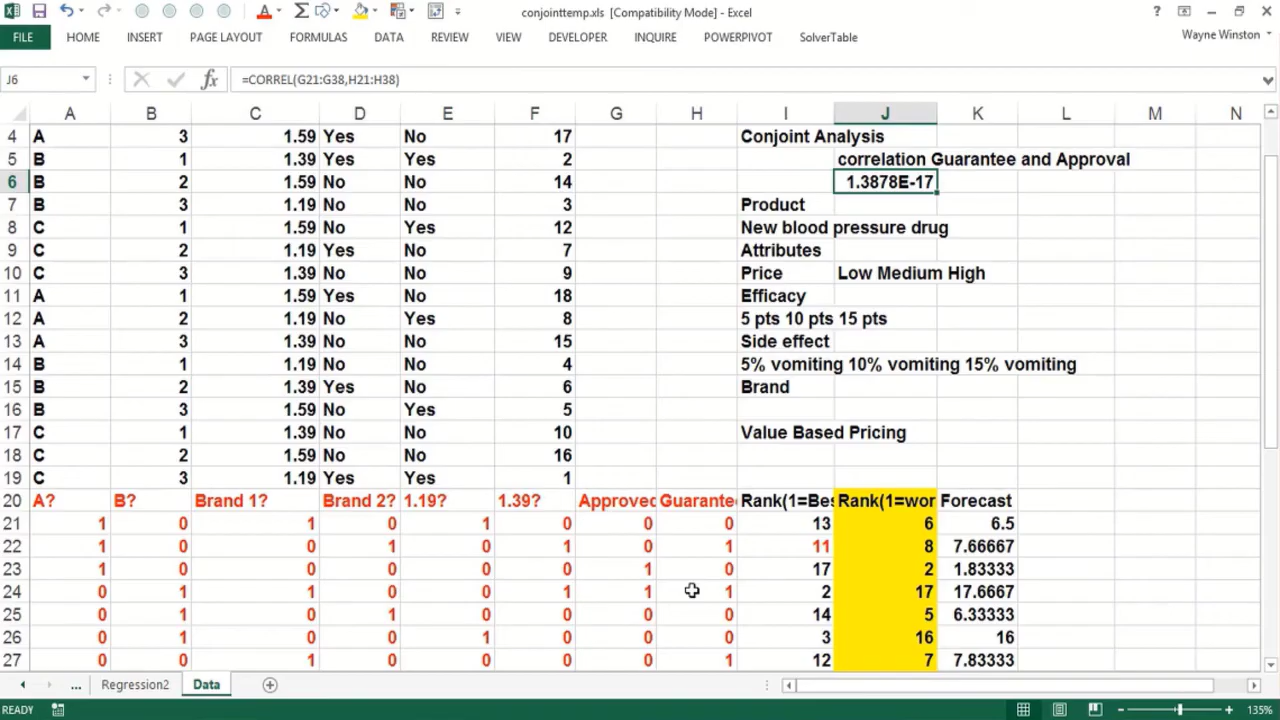 conjointtemp.xls [Compatibility Mode] - Excel
?
FILE HOME INSERT PAGE LAYOUT FORMULAS DATA REVIEW VIEW DEVELOPER INQUIRE POWERPIVOT SolverTable Wayne Winston
J6 fx =CORREL(G21:G38,H21:H38)
A B C D E F G H I J K L M N
4 A 3 1.59 Yes No 17 Conjoint Analysis
5 B 1 1.39 Yes Yes 2 correlation Guarantee and Approval
6 B 2 1.59 No No 14 1.3878E-17
7 B 3 1.19 No No 3 Product
8 C 1 1.59 No Yes 12 New blood pressure drug
9 C 2 1.19 Yes No 7 Attributes
10 C 3 1.39 No No 9 Price Low Medium High
11 A 1 1.59 Yes No 18 Efficacy
12 A 2 1.19 No Yes 8 5 pts 10 pts 15 pts
13 A 3 1.39 No No 15 Side effect
14 B 1 1.19 No No 4 5% vomiting 10% vomiting 15% vomiting
15 B 2 1.39 Yes No 6 Brand
16 B 3 1.59 No Yes 5
17 C 1 1.39 No No 10 Value Based Pricing
18 C 2 1.59 No No 16
19 C 3 1.19 Yes Yes 1
20 A? B? Brand 1? Brand 2? 1.19? 1.39? Approved Guarante Rank(1=Bes Rank(1=wor Forecast
21 1 0 1 0 1 0 0 0 13 6 6.5
22 1 0 0 1 0 1 0 1 11 8 7.66667
23 1 0 0 0 0 0 1 0 17 2 1.83333
24 0 1 1 0 0 1 1 1 2 17 17.6667
25 0 1 0 1 0 0 0 0 14 5 6.33333
26 0 1 0 0 1 0 0 0 3 16 16
27 0 0 1 0 0 0 0 1 12 7 7.83333
... Regression2 Data
READY 135%